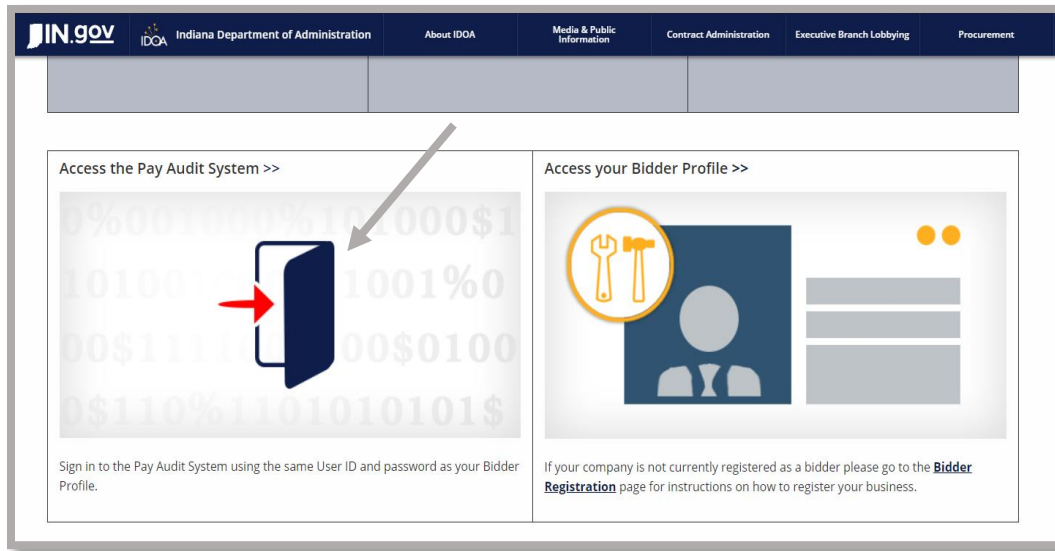 IN.gov
IDOA
Indiana Department of Administration
About IDOA
Media & Public
Information
Contract Administration
Executive Branch Lobbying
Procurement
Access the Pay Audit System >>
Access your Bidder Profile >>
Sign in to the Pay Audit System using the same User ID and password as your Bidder
Profile.
If your company is not currently registered as a bidder please go to the Bidder
Registration page for instructions on how to register your business.